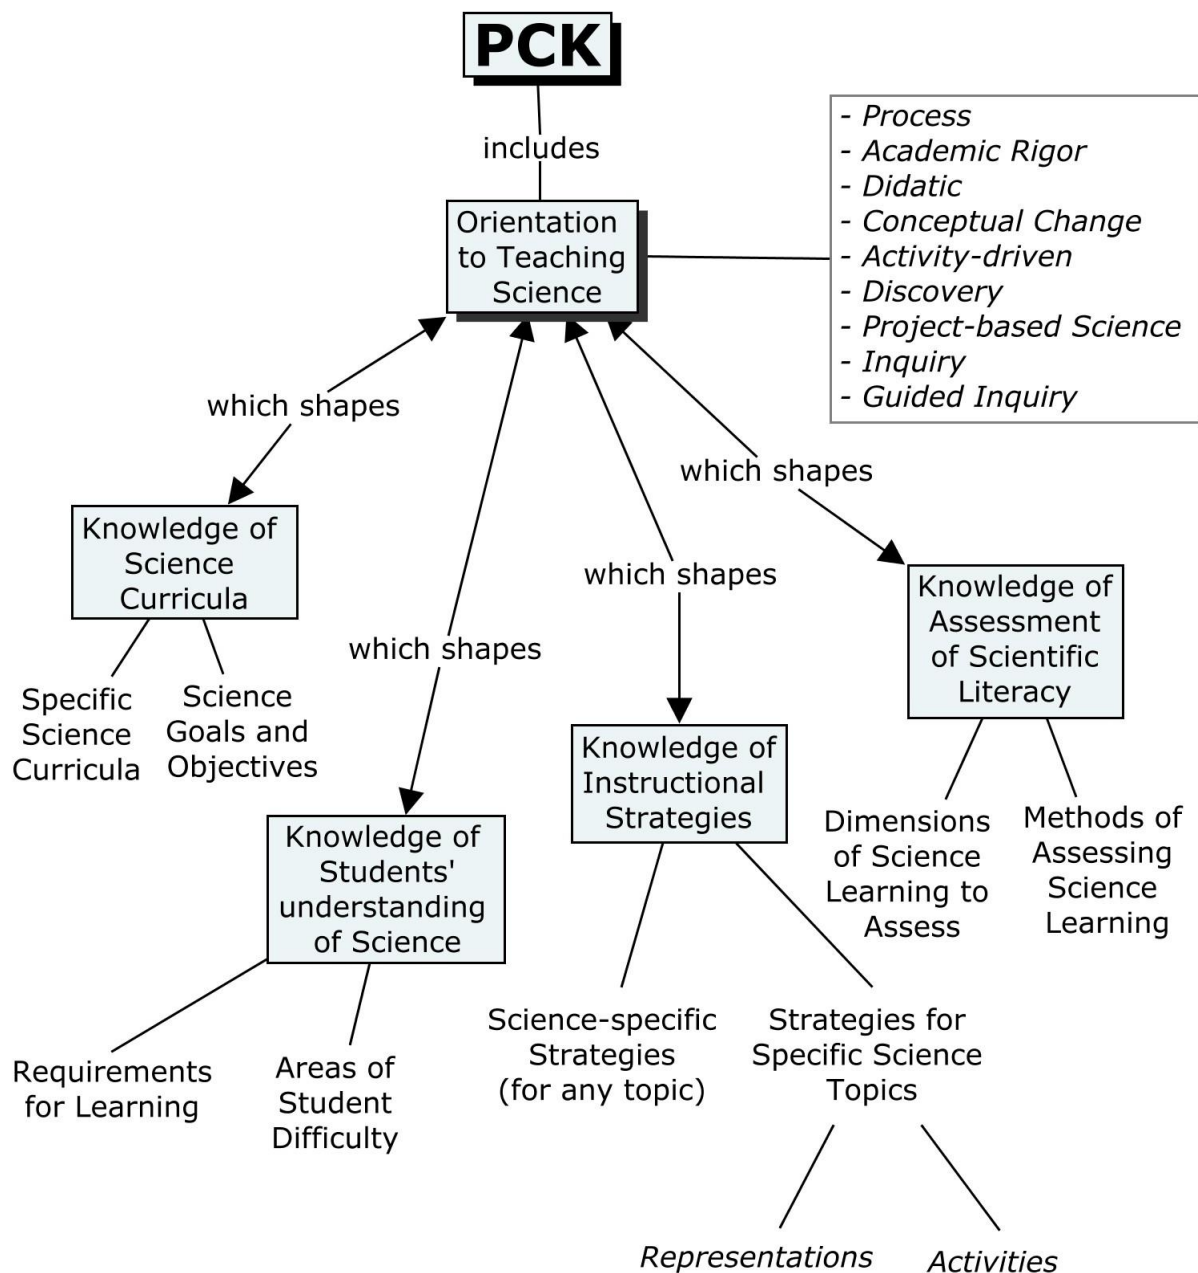 PCK
includes
Orientation
to Teaching
Science
- Process
- Academic Rigor
- Didatic
- Conceptual Change
- Activity-driven
- Discovery
- Project-based Science
- Inquiry
- Guided Inquiry
which shapes
Knowledge of
Science
Curricula
Specific
Science
Curricula
Science
Goals and
Objectives
which shapes
Knowledge of
Students'
understanding
of Science
Requirements
for Learning
Areas of
Student
Difficulty
which shapes
Knowledge of
Instructional
Strategies
Science-specific
Strategies
(for any topic)
Strategies for
Specific Science
Topics
Representations
Activities
which shapes
Knowledge of
Assessment
of Scientific
Literacy
Dimensions
of Science
Learning to
Assess
Methods of
Assessing
Science
Learning